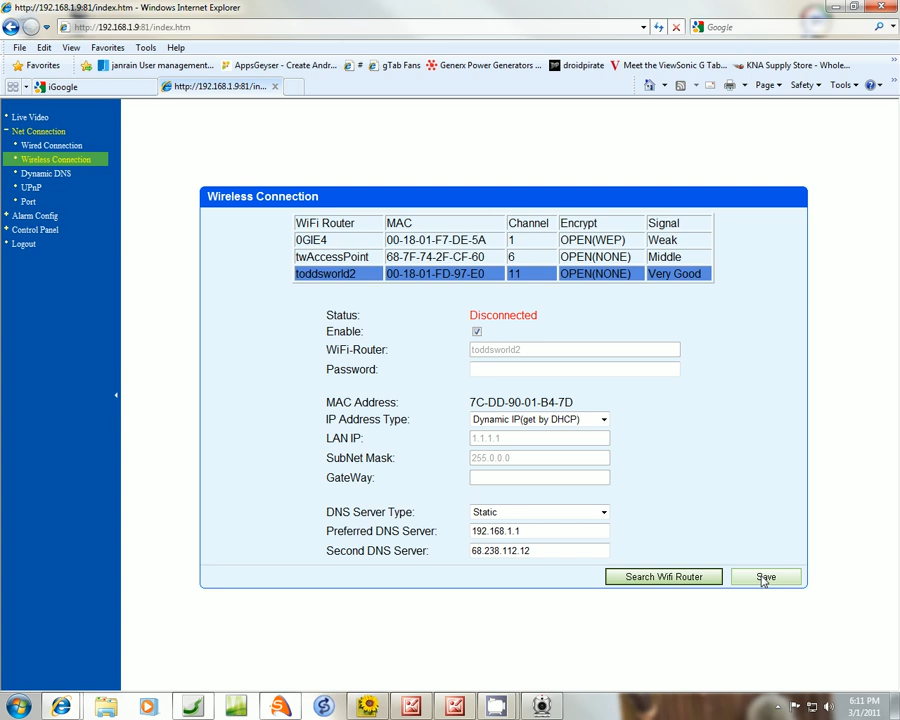 http://192.168.1.9:81/index.htm - Windows Internet Explorer
http://192.168.1.9:81/index.htm
Google
File Edit View Favorites Tools Help
Favorites janrain User management... AppsGeyser - Create Andr... # gTab Fans Generex Power Generators ... droidpirate Meet the ViewSonic G Tab... KNA Supply Store - Wholes...
iGoogle http://192.168.1.9:81/in... x Page Safety Tools
Live Video
Net Connection
Wired Connection
Wireless Connection
Dynamic DNS
UPnP
Port
Alarm Config
Control Panel
Logout
Wireless Connection
WiFi Router MAC Channel Encrypt Signal
0GIE4 00-18-01-F7-DE-5A 1 OPEN(WEP) Weak
twAccessPoint 68-7F-74-2F-CF-60 6 OPEN(NONE) Middle
toddsworld2 00-18-01-FD-97-E0 11 OPEN(NONE) Very Good
Status: Disconnected
Enable:
WiFi-Router: toddsworld2
Password:
MAC Address: 7C-DD-90-01-B4-7D
IP Address Type: Dynamic IP(get by DHCP)
LAN IP: 1.1.1.1
SubNet Mask: 255.0.0.0
GateWay:
DNS Server Type: Static
Preferred DNS Server: 192.168.1.1
Second DNS Server: 68.238.112.12
Search Wifi Router Save
6:11 PM
3/1/2011